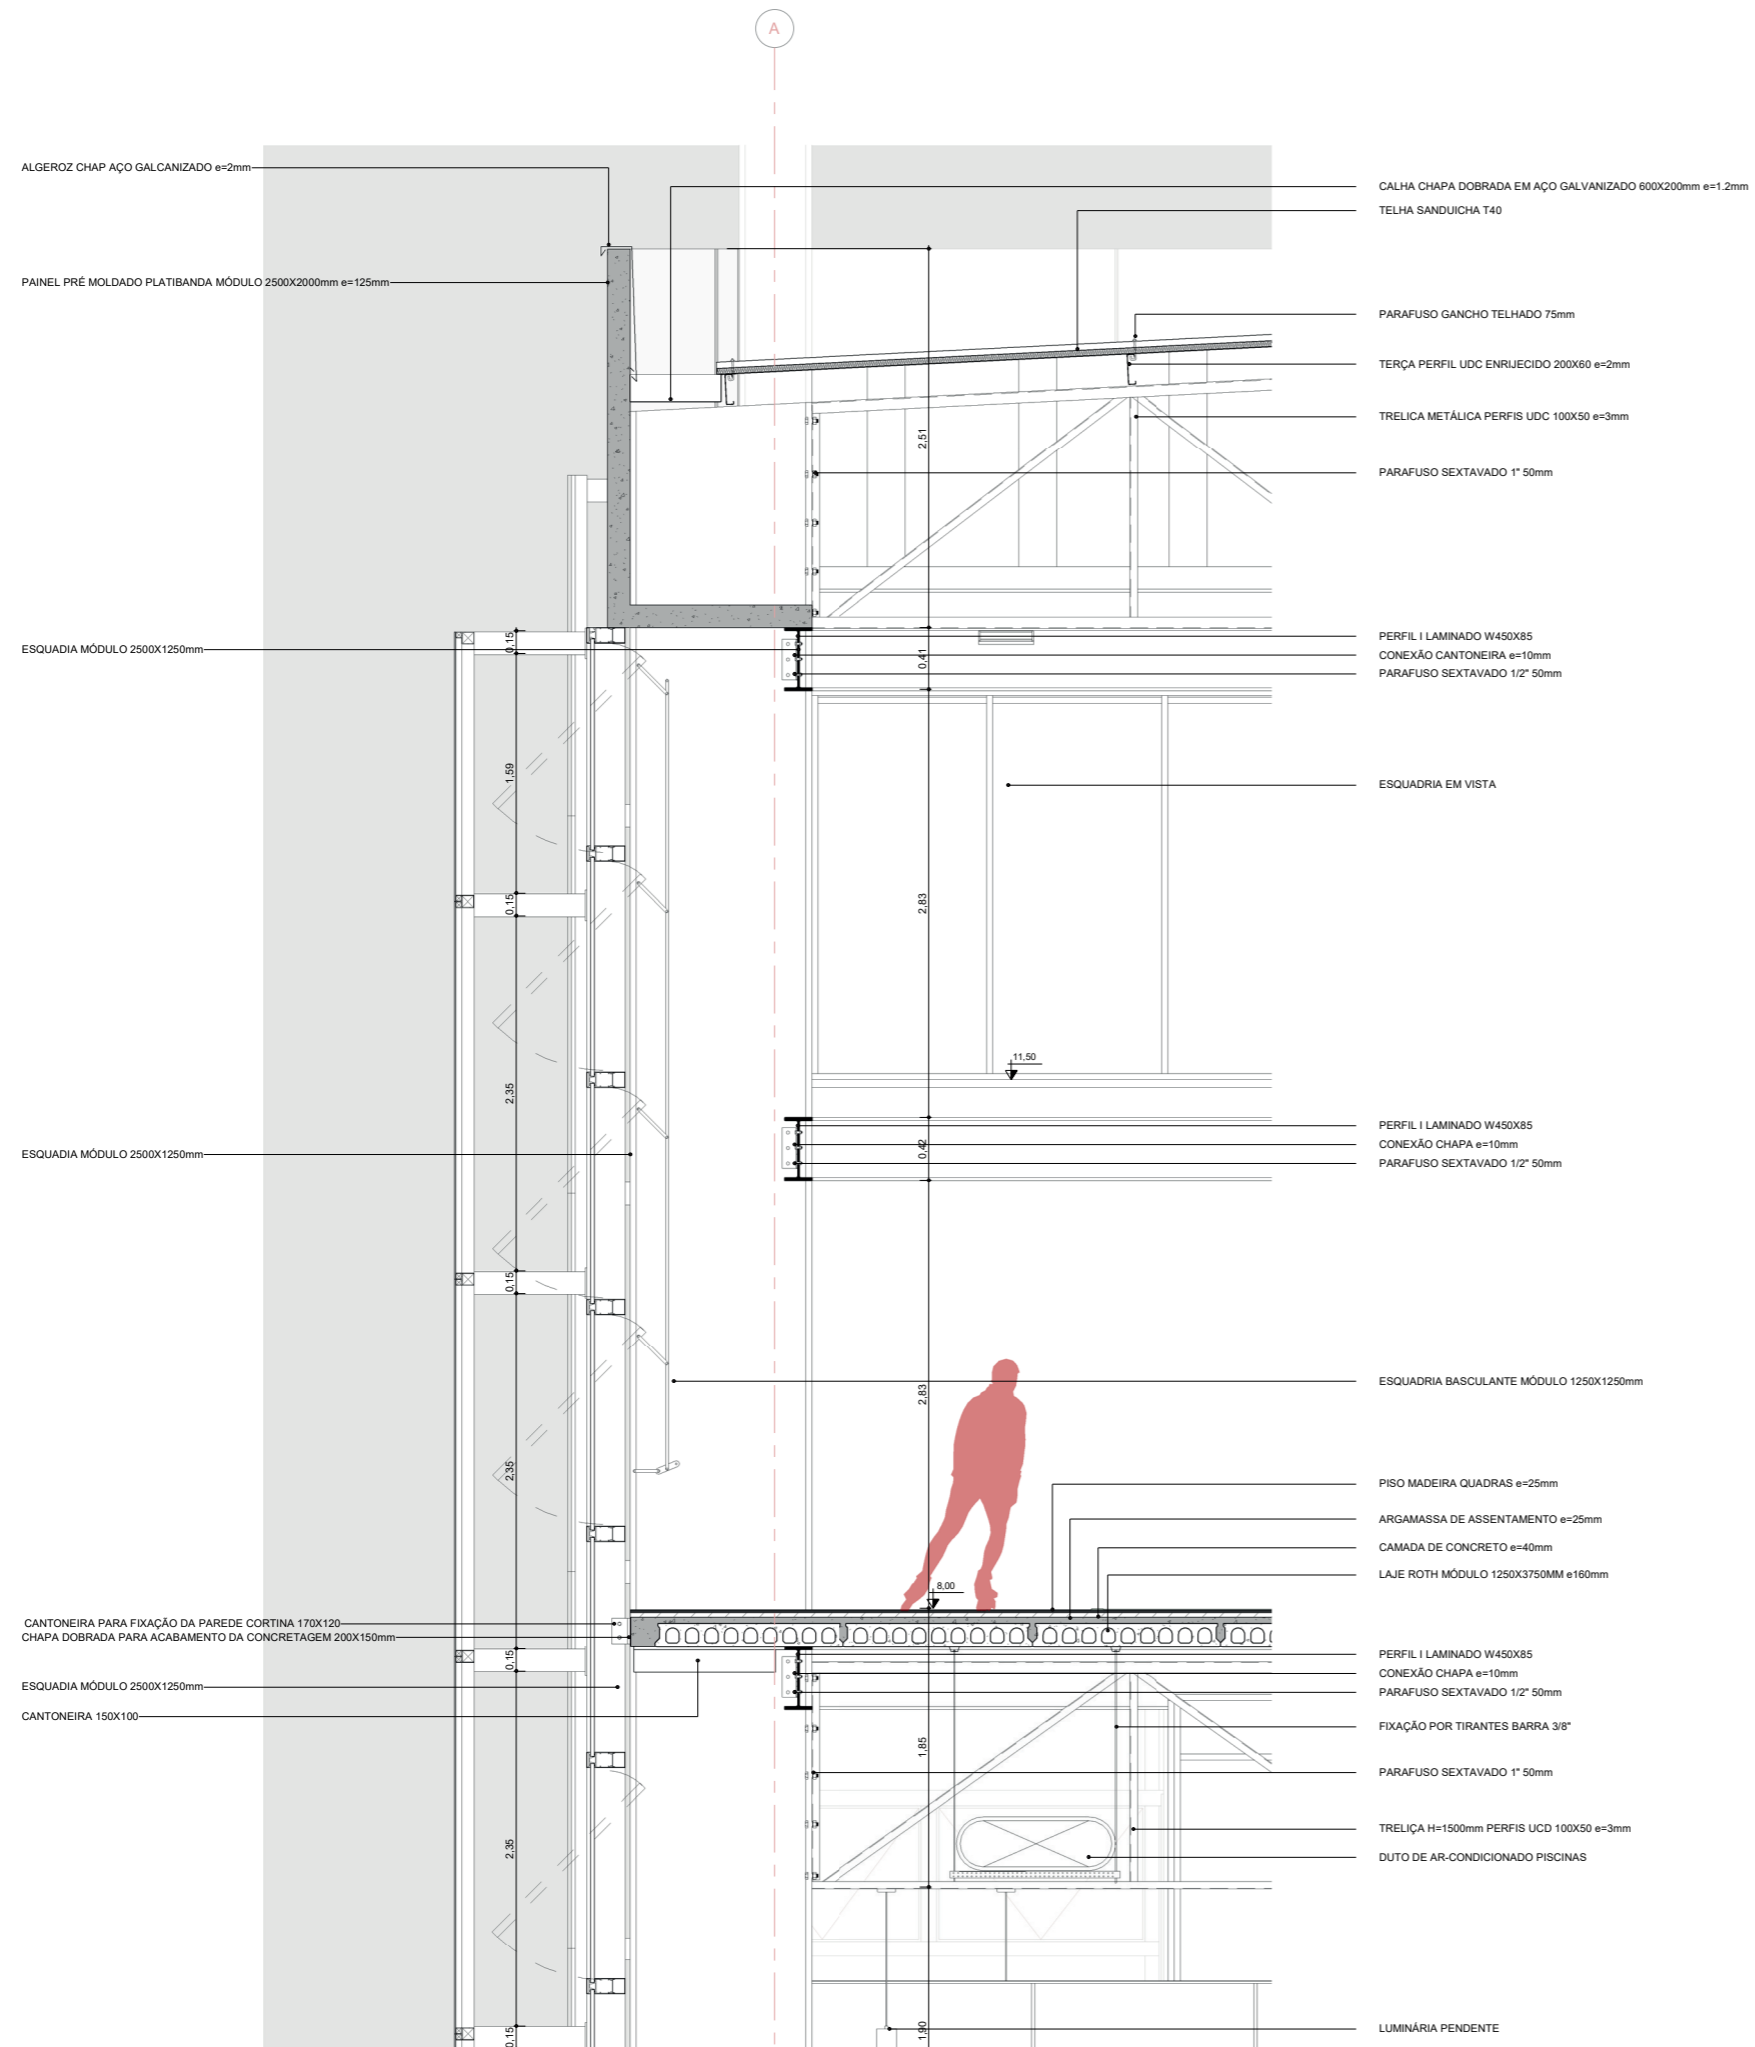 A
ALGEROZ CHAP AÇO GALCANIZADO e=2mm
CALHA CHAPA DOBRADA EM AÇO GALVANIZADO 600X200mm e=1.2mm
TELHA SANDUICHA T40
PAINEL PRÉ MOLDADO PLATIBANDA MÓDULO 2500X2000mm e=125mm
PARAFUSO GANCHO TELHADO 75mm
TERÇA PERFIL UDC ENRIJECIDO 200X60 e=2mm
TRELICA METÁLICA PERFIS UDC 100X50 e=3mm
2,51
PARAFUSO SEXTAVADO 1" 50mm
0,15
ESQUADIA MÓDULO 2500X1250mm
0,41
PERFIL I LAMINADO W450X85
CONEXÃO CANTONEIRA e=10mm
PARAFUSO SEXTAVADO 1/2" 50mm
1,59
ESQUADRIA EM VISTA
0,15
2,83
11,50
2,35
PERFIL I LAMINADO W450X85
CONEXÃO CHAPA e=10mm
PARAFUSO SEXTAVADO 1/2" 50mm
0,42
ESQUADIA MÓDULO 2500X1250mm
0,15
2,83
ESQUADRIA BASCULANTE MÓDULO 1250X1250mm
2,35
PISO MADEIRA QUADRAS e=25mm
ARGAMASSA DE ASSENTAMENTO e=25mm
CAMADA DE CONCRETO e=40mm
LAJE ROTH MÓDULO 1250X3750MM e160mm
8,00
CANTONEIRA PARA FIXAÇÃO DA PAREDE CORTINA 170X120
CHAPA DOBRADA PARA ACABAMENTO DA CONCRETAGEM 200X150mm
0,15
PERFIL I LAMINADO W450X85
CONEXÃO CHAPA e=10mm
PARAFUSO SEXTAVADO 1/2" 50mm
ESQUADIA MÓDULO 2500X1250mm
CANTONEIRA 150X100
FIXAÇÃO POR TIRANTES BARRA 3/8"
1,85
PARAFUSO SEXTAVADO 1" 50mm
2,35
TRELIÇA H=1500mm PERFIS UCD 100X50 e=3mm
DUTO DE AR-CONDICIONADO PISCINAS
0,15
1,90
LUMINÁRIA PENDENTE